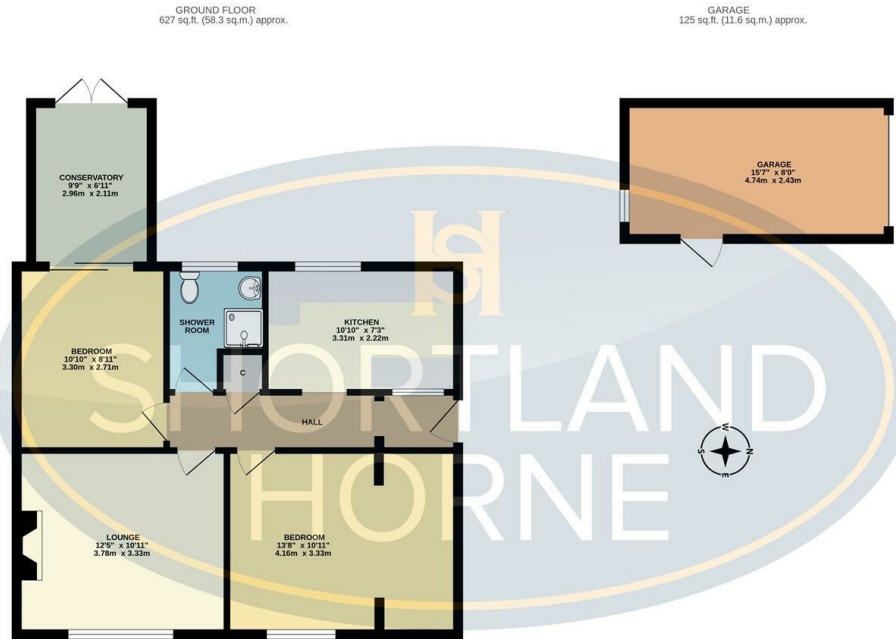 GROUND FLOOR
627 sq.ft. (58.3 sq.m.) approx.
GARAGE
125 sq.ft. (11.6 sq.m.) approx.
CONSERVATORY
9'9" x 6'11"
2.96m x 2.11m
GARAGE
15'7" x 8'0"
4.74m x 2.43m
BEDROOM
10'10" x 8'11"
3.30m x 2.71m
SHOWER
ROOM
C
KITCHEN
10'10" x 7'3"
3.31m x 2.22m
HALL
LOUNGE
12'5" x 10'11"
3.78m x 3.33m
BEDROOM
13'8" x 10'11"
4.16m x 3.33m
SH
SHORTLAND
HORNE
W
S
N
E